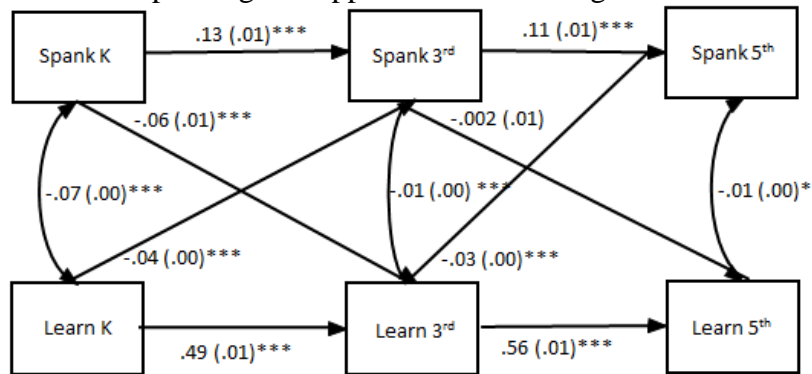 Spank K
.13 (.01)***
Spank 3rd
.11 (.01)***
Spank 5th
-.06 (.01)***
-.002 (.01)
-.07 (.00)***
-.01 (.00) ***
-.01 (.00)*
-.04 (.00)***
-.03 (.00)***
Learn K
.49 (.01)***
Learn 3rd
.56 (.01)***
Learn 5th